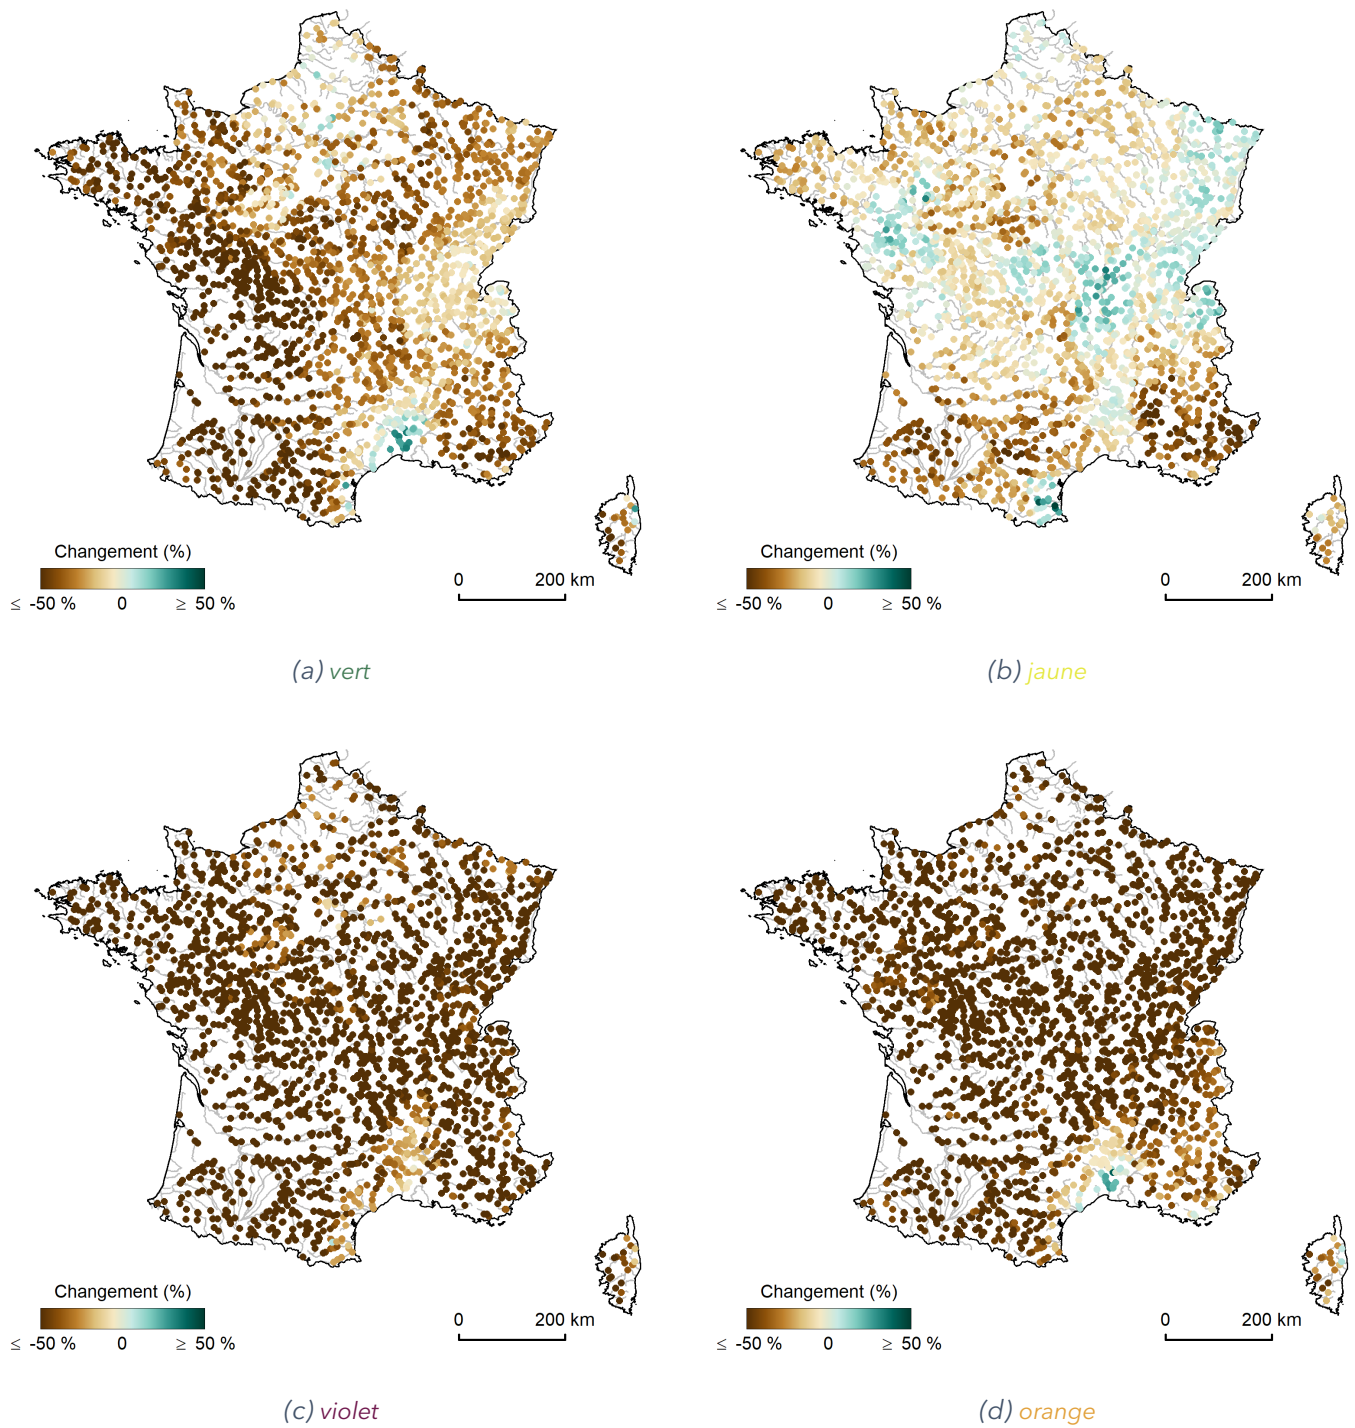 Changement (%)
≤ -50 % 0 ≥ 50 %
0 200 km
(a) vert
Changement (%)
≤ -50 % 0 ≥ 50 %
0 200 km
(b) jaune
Changement (%)
≤ -50 % 0 ≥ 50 %
0 200 km
(c) violet
Changement (%)
≤ -50 % 0 ≥ 50 %
0 200 km
(d) orange